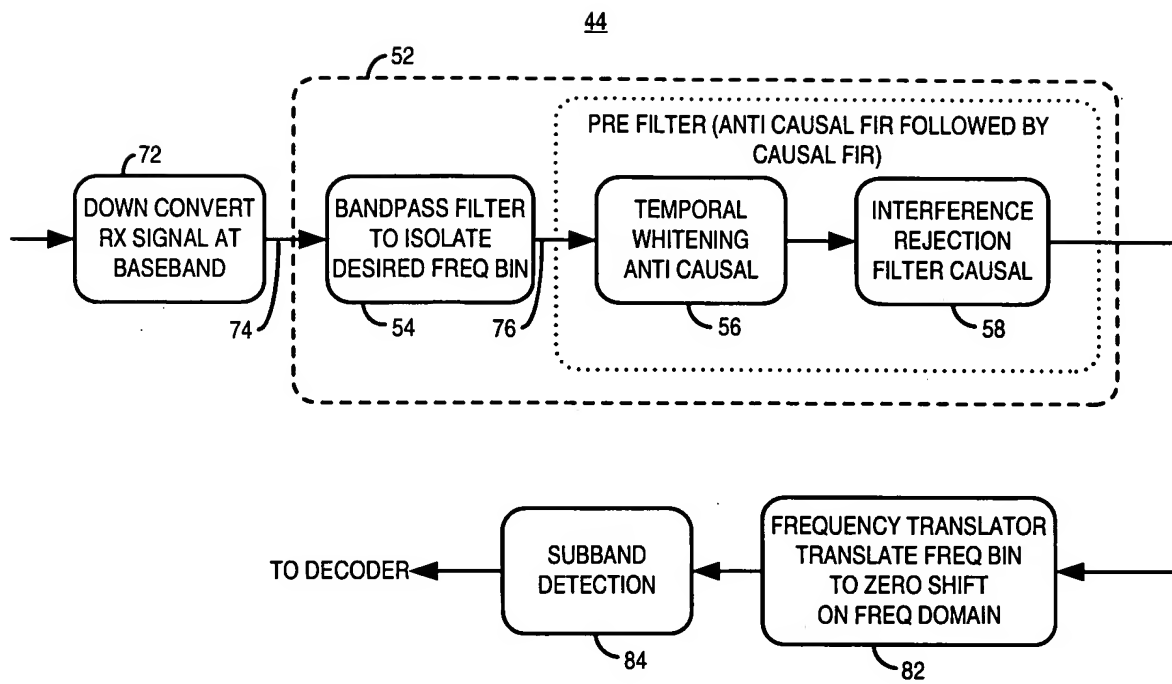 44
52
PRE FILTER (ANTI CAUSAL FIR FOLLOWED BY
CAUSAL FIR)
72
DOWN CONVERT
RX SIGNAL AT
BASEBAND
74
BANDPASS FILTER
TO ISOLATE
DESIRED FREQ BIN
54
76
TEMPORAL
WHITENING
ANTI CAUSAL
56
INTERFERENCE
REJECTION
FILTER CAUSAL
58
FREQUENCY TRANSLATOR
TRANSLATE FREQ BIN
TO ZERO SHIFT
ON FREQ DOMAIN
82
SUBBAND
DETECTION
84
TO DECODER